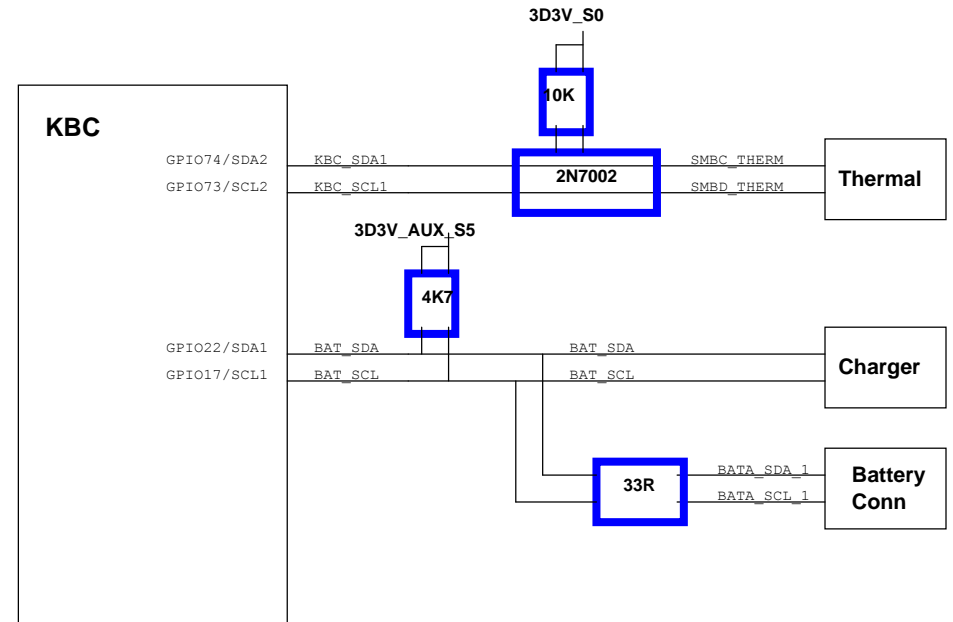 3D3V_S0
10K
KBC
GPIO74/SDA2 KBC_SDA1 SMBC_THERM
2N7002
Thermal
GPIO73/SCL2 KBC_SCL1 SMBD_THERM
3D3V_AUX_S5
4K7
GPIO22/SDA1 BAT_SDA BAT_SDA
Charger
GPIO17/SCL1 BAT_SCL BAT_SCL
BATA_SDA_1
33R
Battery
Conn
BATA_SCL_1